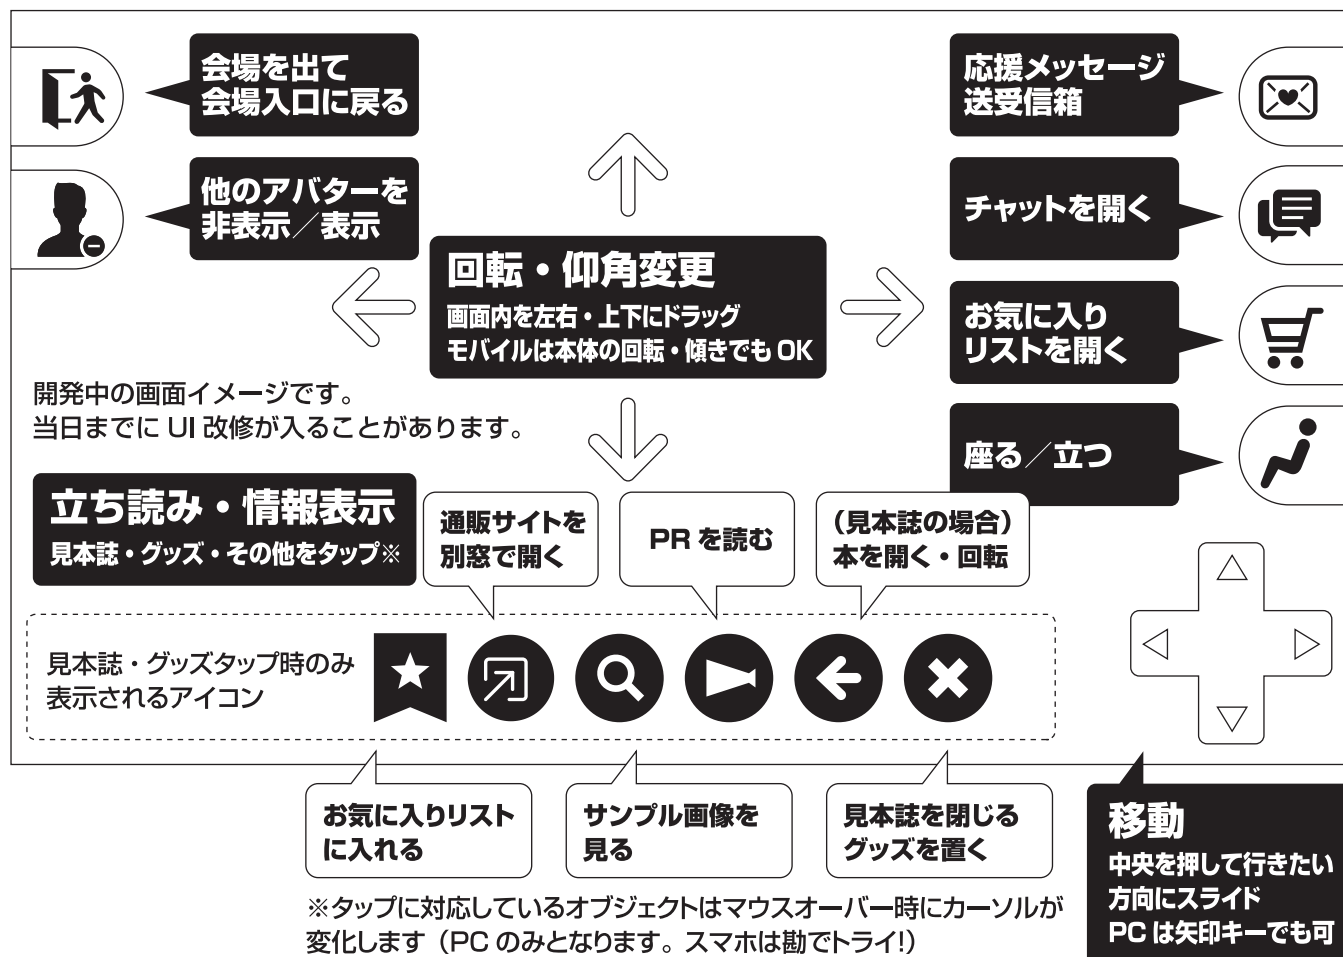 会場を出て
会場入口に戻る
他のアバターを
非表示／表示
応援メッセージ
送受信箱
チャットを開く
お気に入り
リストを開く
座る／立つ
回転・仰角変更
画面内を左右・上下にドラッグ
モバイルは本体の回転・傾きでも OK
開発中の画面イメージです。
当日までに UI 改修が入ることがあります。
立ち読み・情報表示
見本誌・グッズ・その他をタップ※
通販サイトを
別窓で開く
PR を読む
（見本誌の場合）
本を開く・回転
見本誌・グッズタップ時のみ
表示されるアイコン
お気に入りリスト
に入れる
サンプル画像を
見る
見本誌を閉じる
グッズを置く
移動
中央を押して行きたい
方向にスライド
PC は矢印キーでも可
※タップに対応しているオブジェクトはマウスオーバー時にカーソルが
変化します（PC のみとなります。スマホは勘でトライ!）